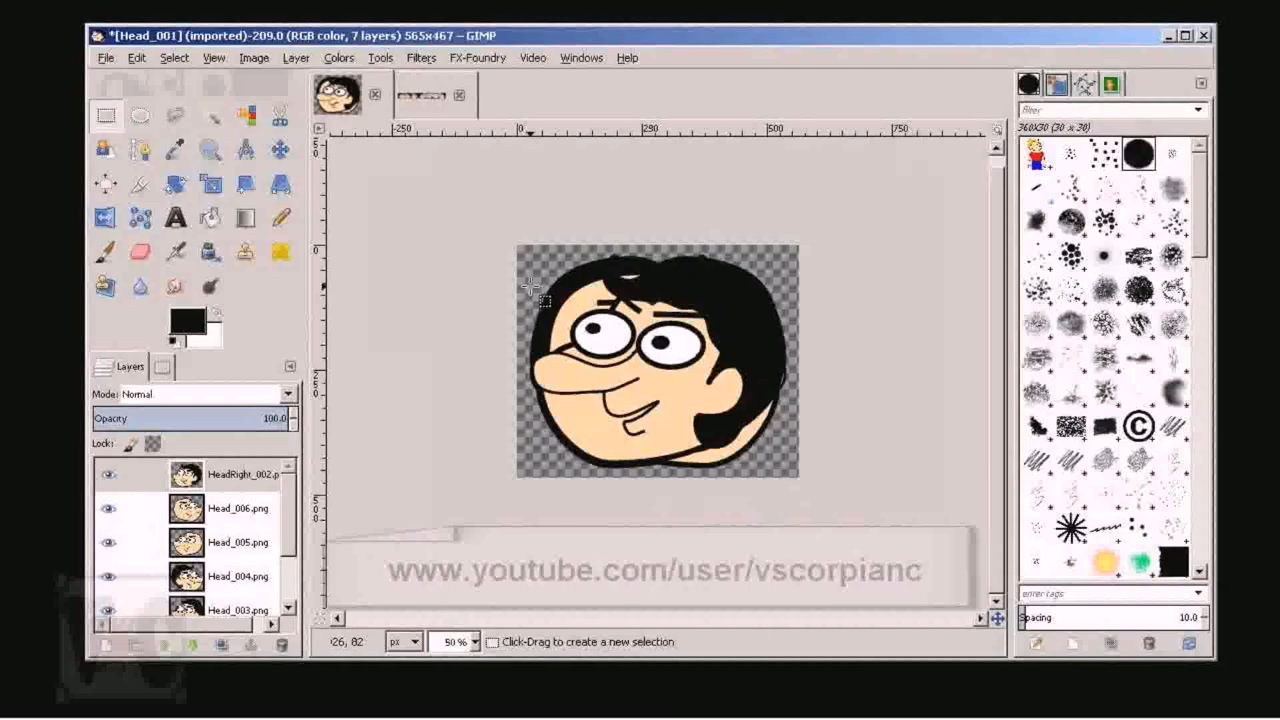 *[Head_001] (imported)-209.0 (RGB color, 7 layers) 565x467 – GIMP
File Edit Select View Image Layer Colors Tools Filters FX-Foundry Video Windows Help
filter
360X30 (30 x 30)
-250 0 250 500 750
Layers
Mode: Normal
Opacity 100.0
Lock:
HeadRight_002.p
Head_006.png
Head_005.png
Head_004.png
Head_003.png
www.youtube.com/user/vscorpianc
enter tags
Spacing 10.0
26, 82 px 50 % Click-Drag to create a new selection